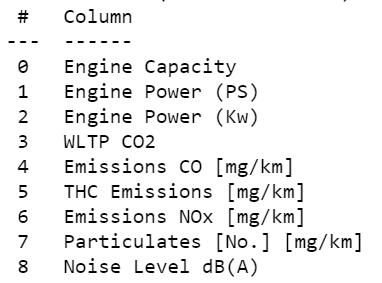 #   Column
---  ------
0   Engine Capacity
1   Engine Power (PS)
2   Engine Power (Kw)
3   WLTP CO2
4   Emissions CO [mg/km]
5   THC Emissions [mg/km]
6   Emissions NOx [mg/km]
7   Particulates [No.] [mg/km]
8   Noise Level dB(A)